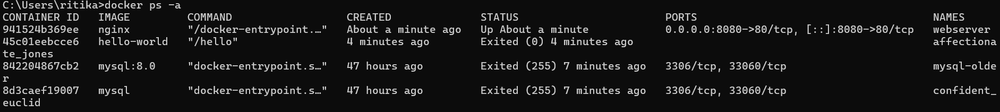 C:\Users\ritika>docker ps -a
CONTAINER ID   IMAGE         COMMAND                  CREATED              STATUS                       PORTS                                     NAMES
941524b369ee   nginx         "/docker-entrypoint.…"   About a minute ago   Up About a minute            0.0.0.0:8080->80/tcp, [::]:8080->80/tcp   webserver
45c01eebcce6   hello-world   "/hello"                 4 minutes ago        Exited (0) 4 minutes ago                                               affectiona
te_jones
842204867cb2   mysql:8.0     "docker-entrypoint.s…"   47 hours ago         Exited (255) 7 minutes ago   3306/tcp, 33060/tcp                       mysql-olde
r
8d3caef19007   mysql         "docker-entrypoint.s…"   47 hours ago         Exited (255) 7 minutes ago   3306/tcp, 33060/tcp                       confident_
euclid